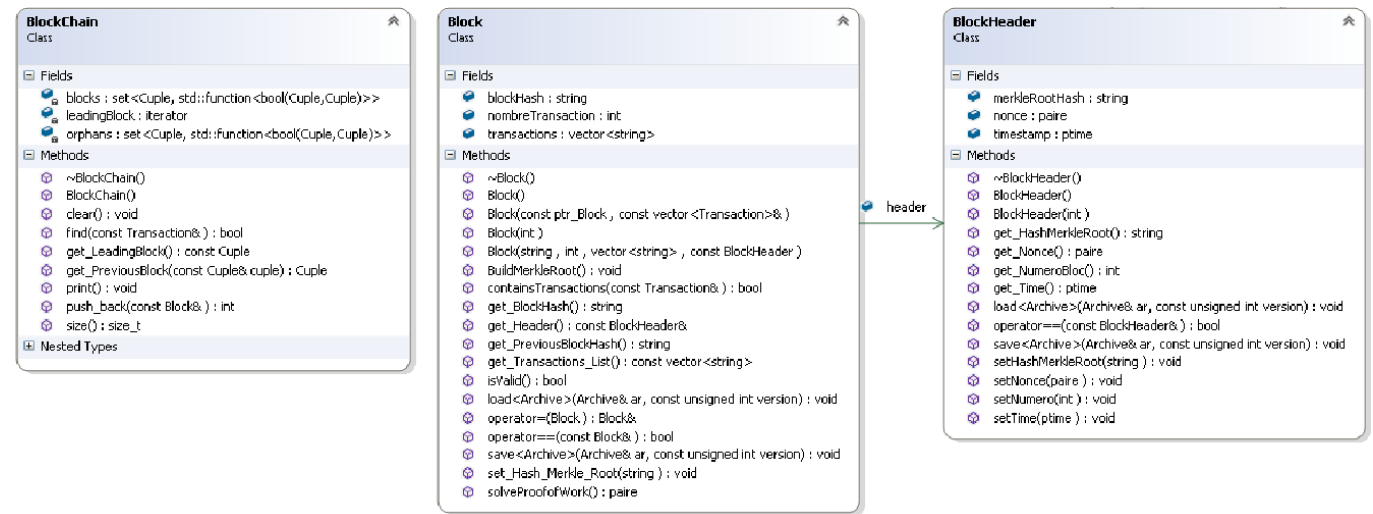 BlockChain
Class
Fields
blocks : set<Cuple, std::function<bool(Cuple,Cuple)>>
leadingBlock : iterator
orphans : set<Cuple, std::function<bool(Cuple,Cuple)>>
Methods
~BlockChain()
BlockChain()
clear() : void
find(const Transaction& ) : bool
get_LeadingBlock() : const Cuple
get_PreviousBlock(const Cuple& cuple) : Cuple
print() : void
push_back(const Block& ) : int
size() : size_t
Nested Types
Block
Class
Fields
blockHash : string
nombreTransaction : int
transactions : vector<string>
Methods
~Block()
Block()
Block(const ptr_Block , const vector<Transaction>& )
Block(int )
Block(string , int , vector<string> , const BlockHeader )
BuildMerkleRoot() : void
containsTransactions(const Transaction& ) : bool
get_BlockHash() : string
get_Header() : const BlockHeader&
get_PreviousBlockHash() : string
get_Transactions_List() : const vector<string>
isValid() : bool
load<Archive>(Archive& ar, const unsigned int version) : void
operator=(Block ) : Block&
operator==(const Block& ) : bool
save<Archive>(Archive& ar, const unsigned int version) : void
set_Hash_Merkle_Root(string ) : void
solveProofofWork() : paire
header
BlockHeader
Class
Fields
merkleRootHash : string
nonce : paire
timestamp : ptime
Methods
~BlockHeader()
BlockHeader()
BlockHeader(int )
get_HashMerkleRoot() : string
get_Nonce() : paire
get_NumeroBloc() : int
get_Time() : ptime
load<Archive>(Archive& ar, const unsigned int version) : void
operator==(const BlockHeader& ) : bool
save<Archive>(Archive& ar, const unsigned int version) : void
setHashMerkleRoot(string ) : void
setNonce(paire ) : void
setNumero(int ) : void
setTime(ptime ) : void